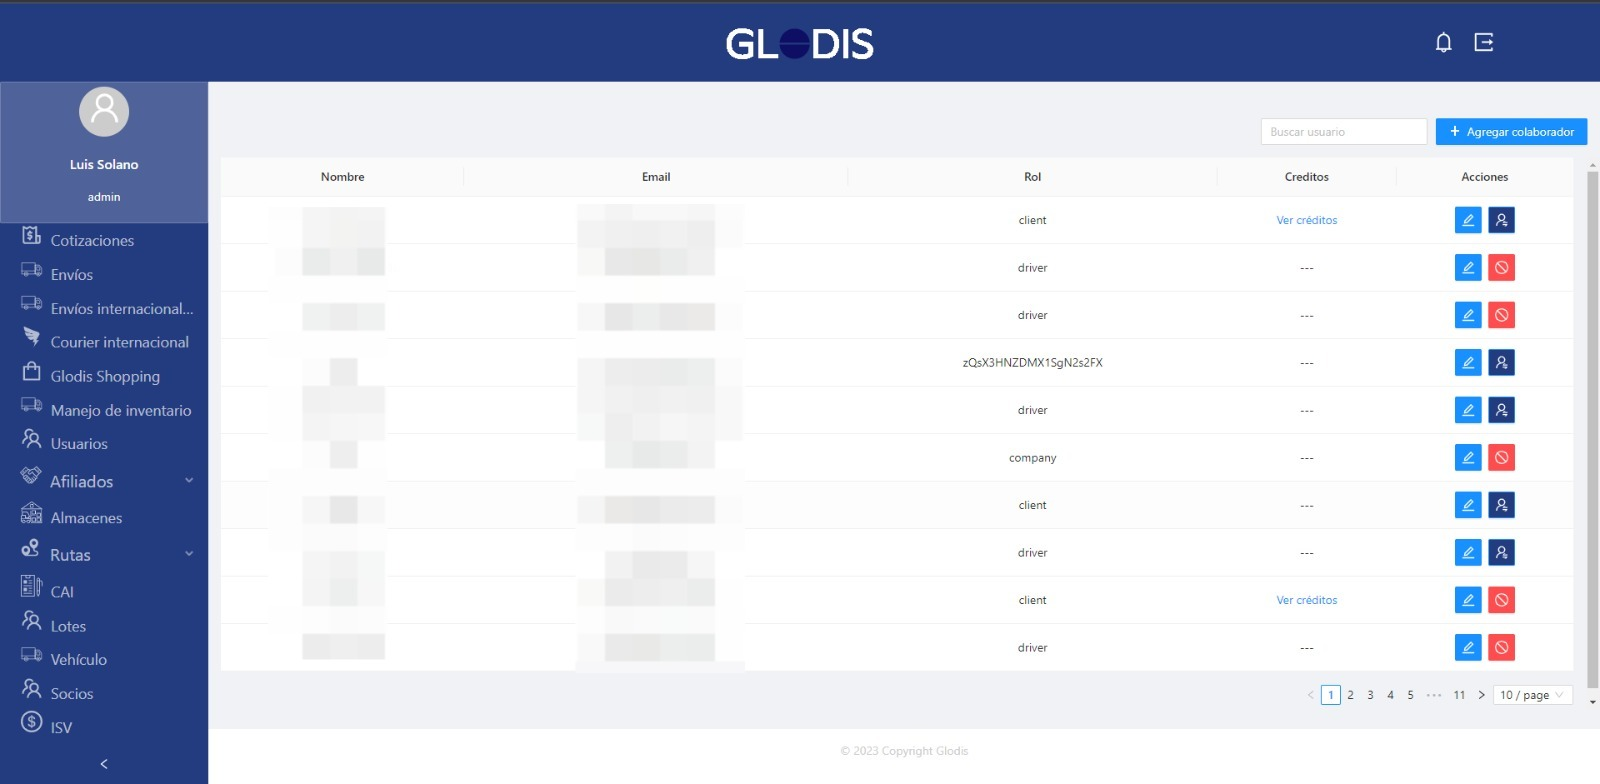 GLODIS
Luis Solano
admin
Cotizaciones
Envíos
Envíos internacional...
Courier internacional
Glodis Shopping
Manejo de inventario
Usuarios
Afiliados
Almacenes
Rutas
CAI
Lotes
Vehículo
Socios
ISV
Buscar usuario
+ Agregar colaborador
Nombre Email Rol Creditos Acciones
client Ver créditos
driver ---
driver ---
zQsX3HNZDMX1SgN2s2FX ---
driver ---
company ---
client ---
driver ---
client Ver créditos
driver ---
< 1 2 3 4 5 ••• 11 > 10 / page
© 2023 Copyright Glodis